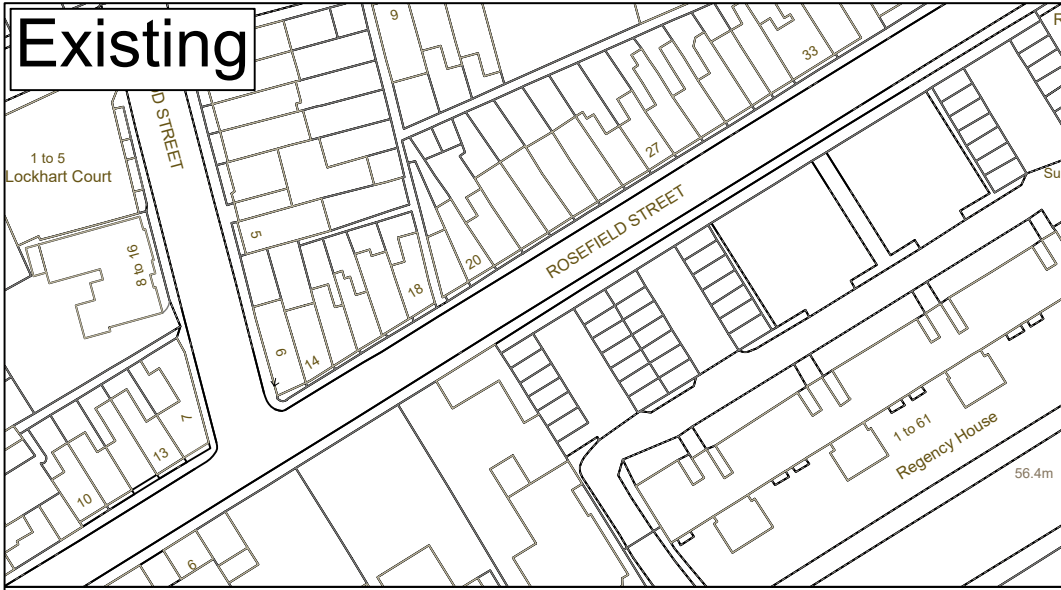 Existing
9
33
R
D STREET
1 to 5
Lockhart Court
27
Su
5
ROSEFIELD STREET
8 to 16
20
18
6
14
7
13
10
1 to 61
Regency House
56.4m
6